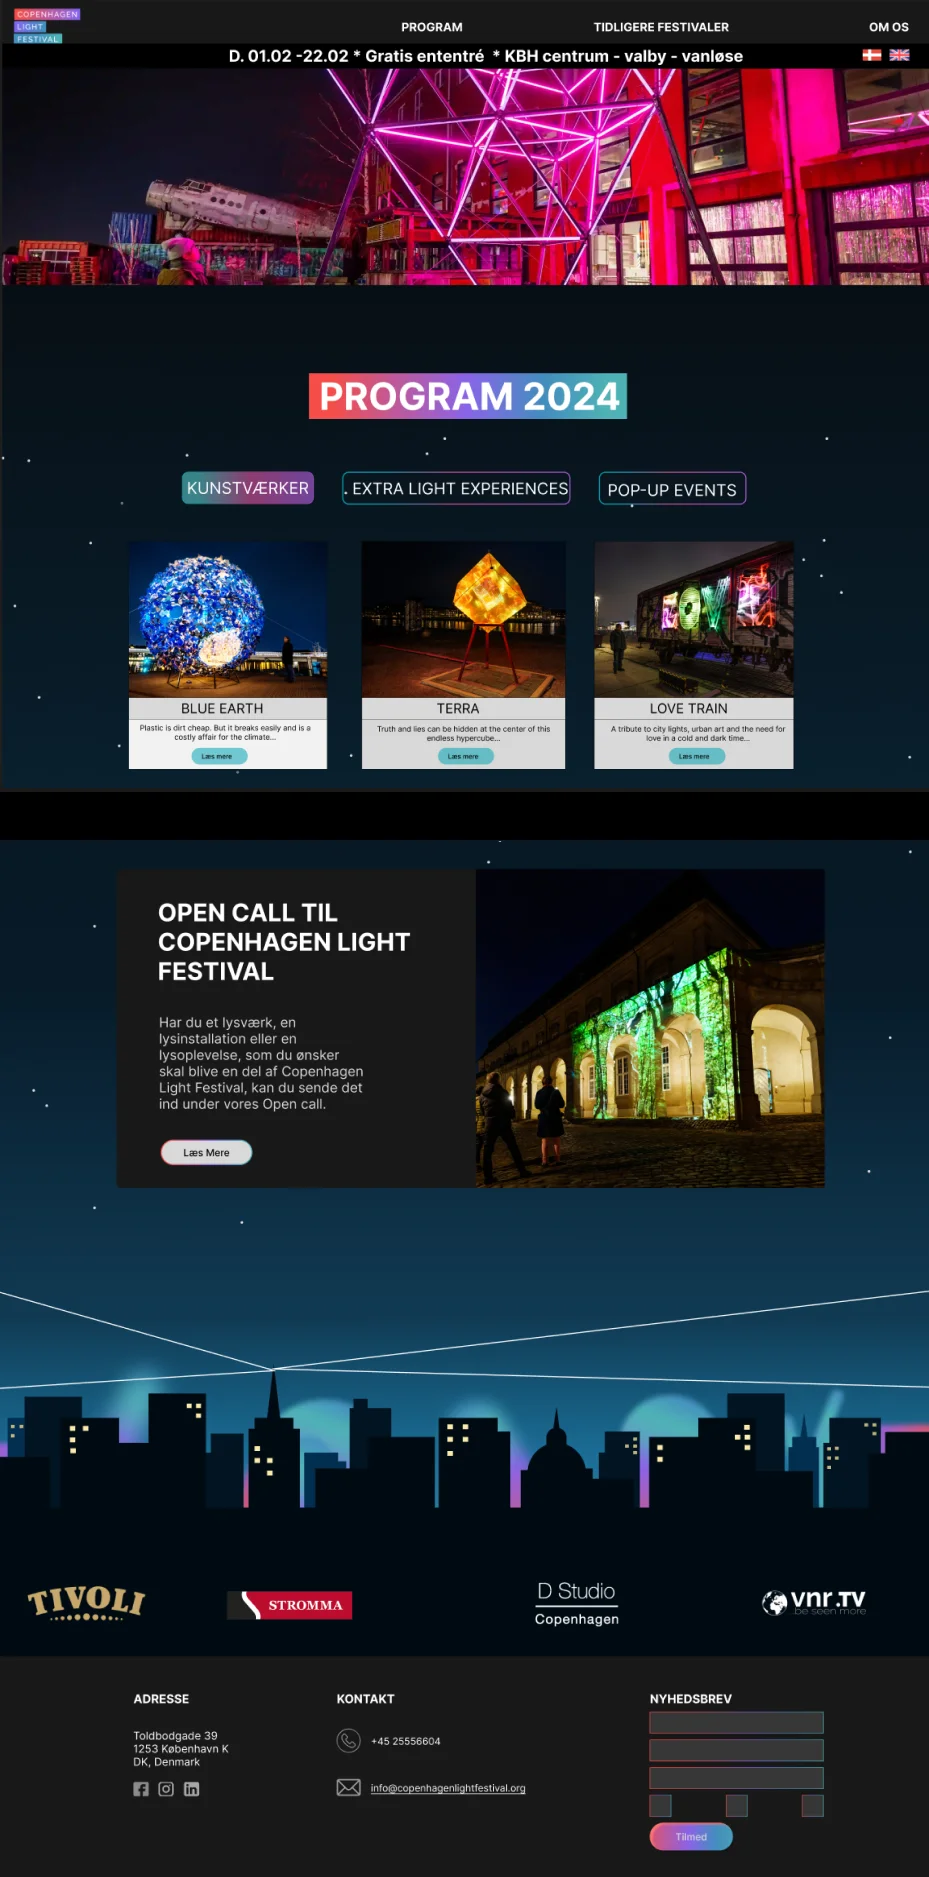 COPENHAGEN
LIGHT
FESTIVAL
PROGRAM
TIDLIGERE FESTIVALER
OM OS
D. 01.02 -22.02 * Gratis ententré * KBH centrum - valby - vanløse
PROGRAM 2024
KUNSTVÆRKER
. EXTRA LIGHT EXPERIENCES
POP-UP EVENTS
LOVE
BLUE EARTH
Plastic is dirt cheap. But it breaks easily and is a
costly affair for the climate...
Læs mere
TERRA
Truth and lies can be hidden at the center of this
endless hypercube...
Læs mere
LOVE TRAIN
A tribute to city lights, urban art and the need for
love in a cold and dark time...
Læs mere
OPEN CALL TIL
COPENHAGEN LIGHT
FESTIVAL
Har du et lysværk, en
lysinstallation eller en
lysoplevelse, som du ønsker
skal blive en del af Copenhagen
Light Festival, kan du sende det
ind under vores Open call.
Læs Mere
TIVOLI
STROMMA
D Studio
Copenhagen
vnr.TV
be seen more
ADRESSE
Toldbodgade 39
1253 København K
DK, Denmark
KONTAKT
+45 25556604
info@copenhagenlightfestival.org
NYHEDSBREV
Tilmed